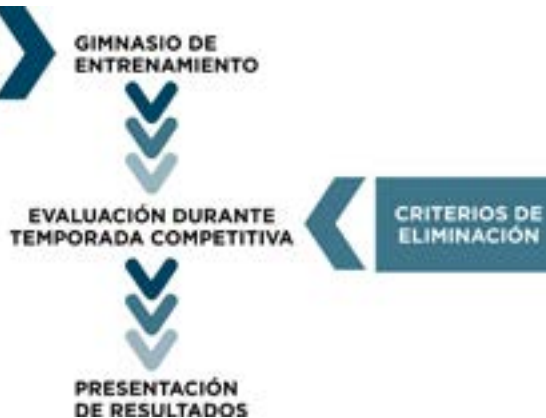 GIMNASIO DE
ENTRENAMIENTO
EVALUACIÓN DURANTE
TEMPORADA COMPETITIVA
CRITERIOS DE
ELIMINACIÓN
PRESENTACIÓN
DE RESULTADOS